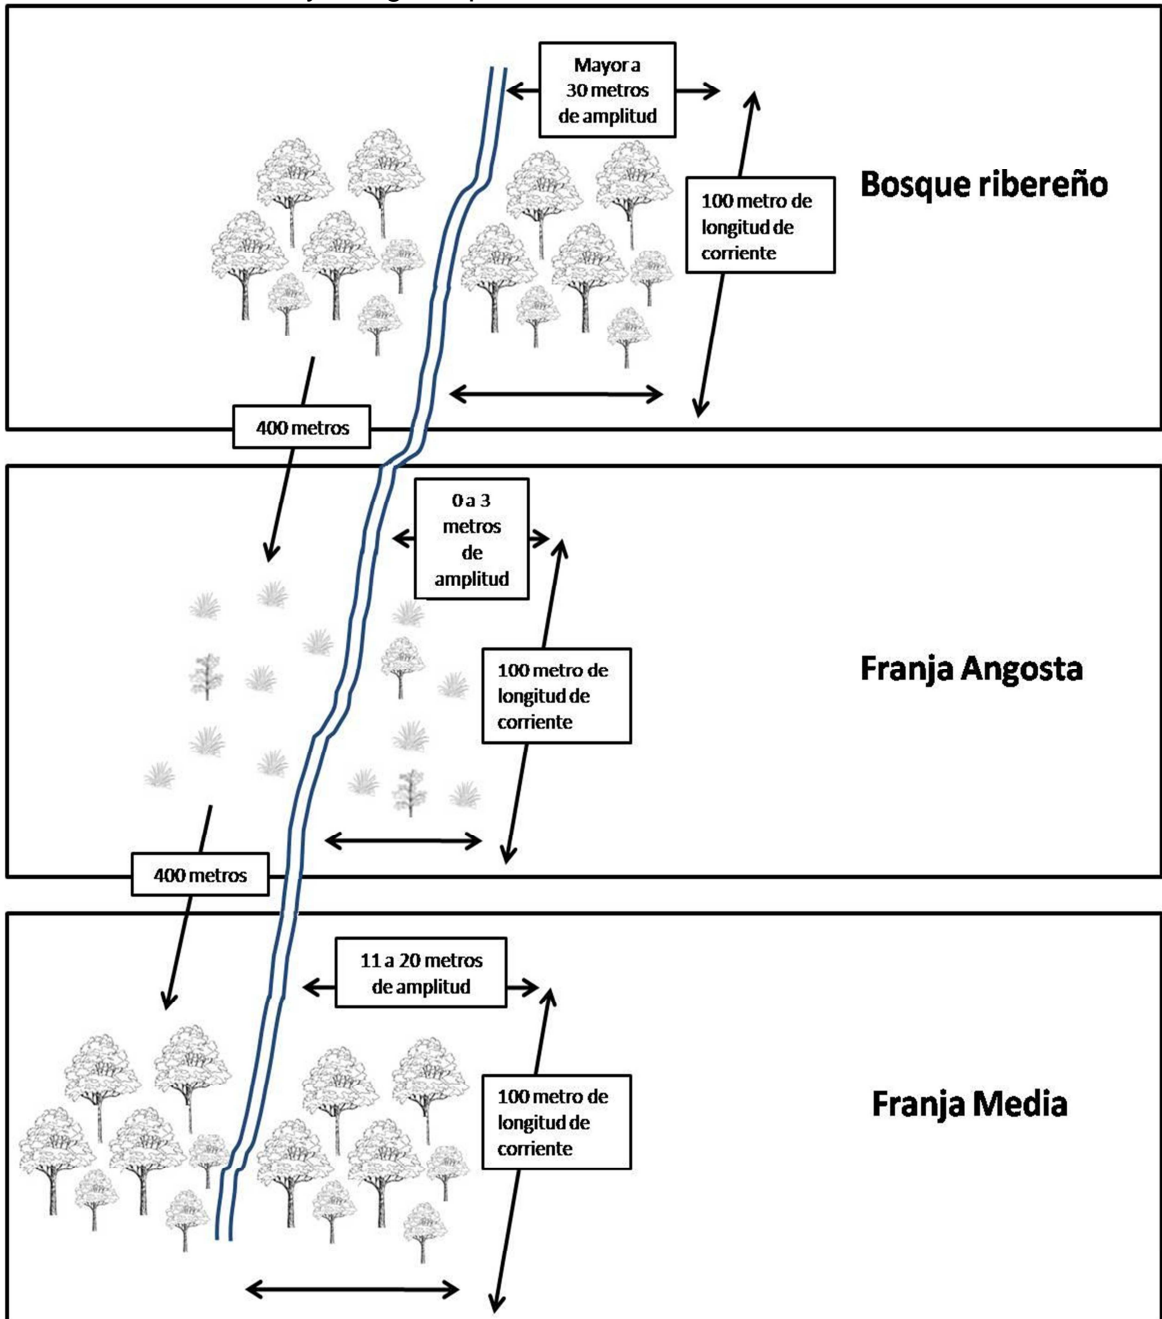 Mayor a
30 metros
de amplitud
Bosque ribereño
100 metro de
longitud de
corriente
400 metros
0 a 3
metros
de
amplitud
100 metro de
longitud de
corriente
Franja Angosta
400 metros
11 a 20 metros
de amplitud
100 metro de
longitud de
corriente
Franja Media